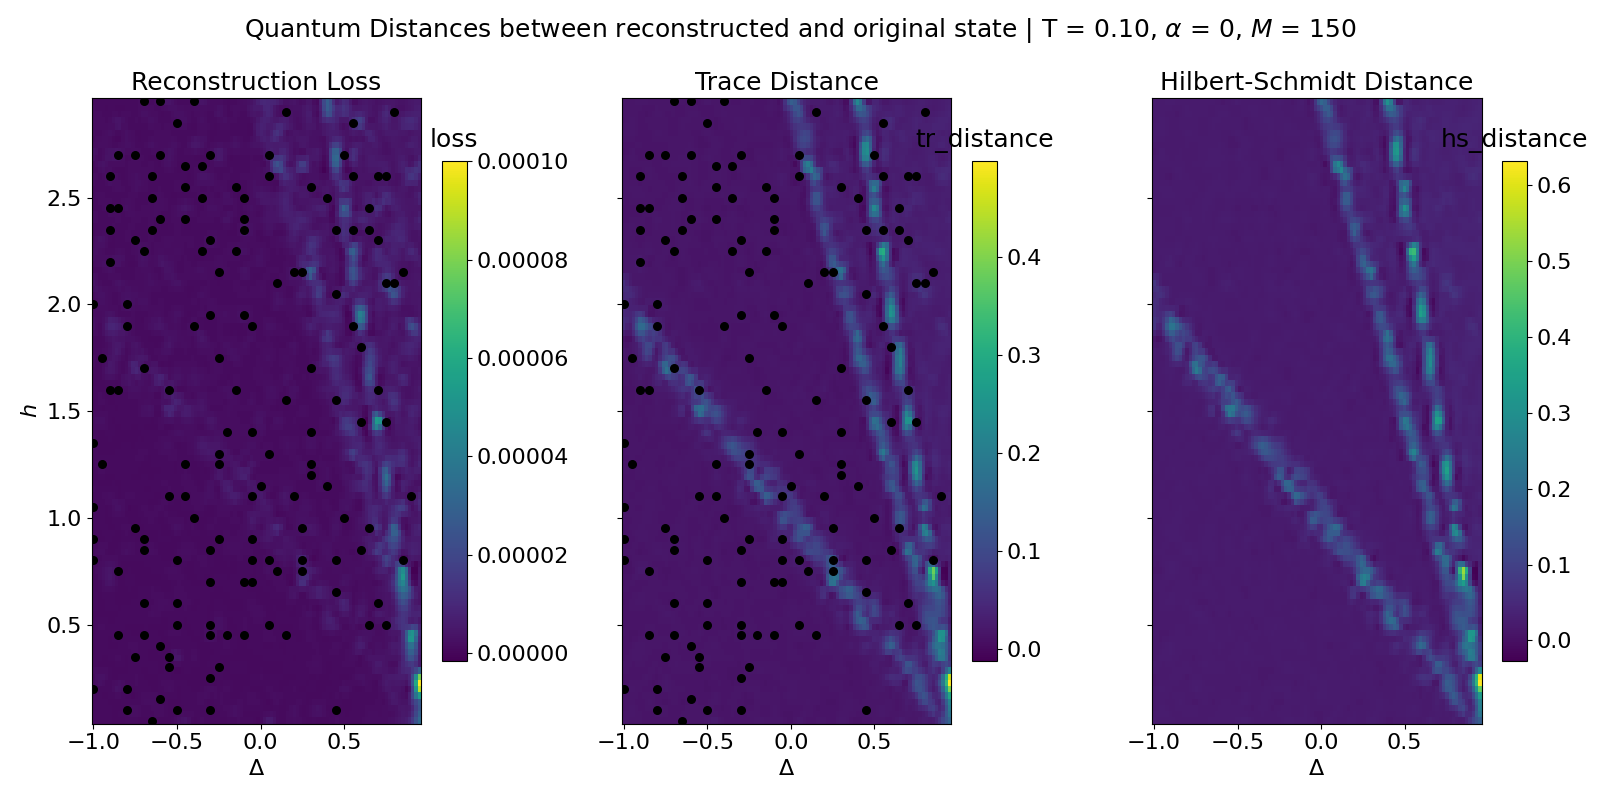 Quantum Distances between reconstructed and original state | T = 0.10, α = 0, M = 150
Reconstruction Loss
Trace Distance
Hilbert-Schmidt Distance
loss
tr_distance
hs_distance
0.00010
0.00008
0.00006
0.00004
0.00002
0.00000
0.4
0.3
0.2
0.1
0.0
0.6
0.5
0.4
0.3
0.2
0.1
0.0
h
2.5
2.0
1.5
1.0
0.5
−1.0 −0.5 0.0 0.5
−1.0 −0.5 0.0 0.5
−1.0 −0.5 0.0 0.5
Δ
Δ
Δ